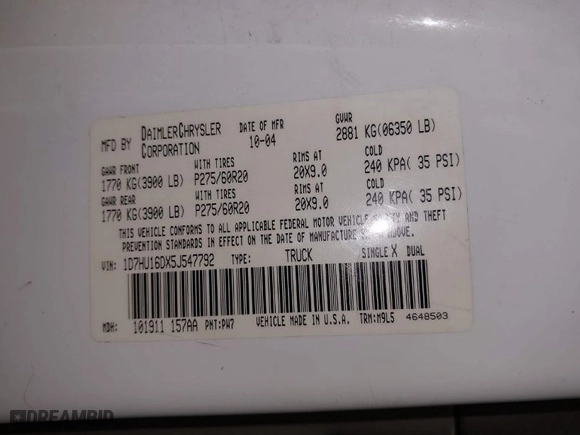 MFD BY DAIMLERCHRYSLER CORPORATION
DATE OF MFR 10-04
GVWR 2881 KG(06350 LB)
GAWR FRONT WITH TIRES RIMS AT COLD
1770 KG(3900 LB) P275/60R20 20X9.0 240 KPA( 35 PSI)
GAWR REAR WITH TIRES RIMS AT COLD
1770 KG(3900 LB) P275/60R20 20X9.0 240 KPA( 35 PSI)
THIS VEHICLE CONFORMS TO ALL APPLICABLE FEDERAL MOTOR VEHICLE SAFETY AND THEFT
PREVENTION STANDARDS IN EFFECT ON THE DATE OF MANUFACTURE SHOWN ABOVE.
VIN: 1D7HU16DX5J547792 TYPE: TRUCK SINGLE X DUAL
MDH: 101911 157AA PNT:PW7 VEHICLE MADE IN U.S.A. TRM:M9L5 4648503
DREAMBID